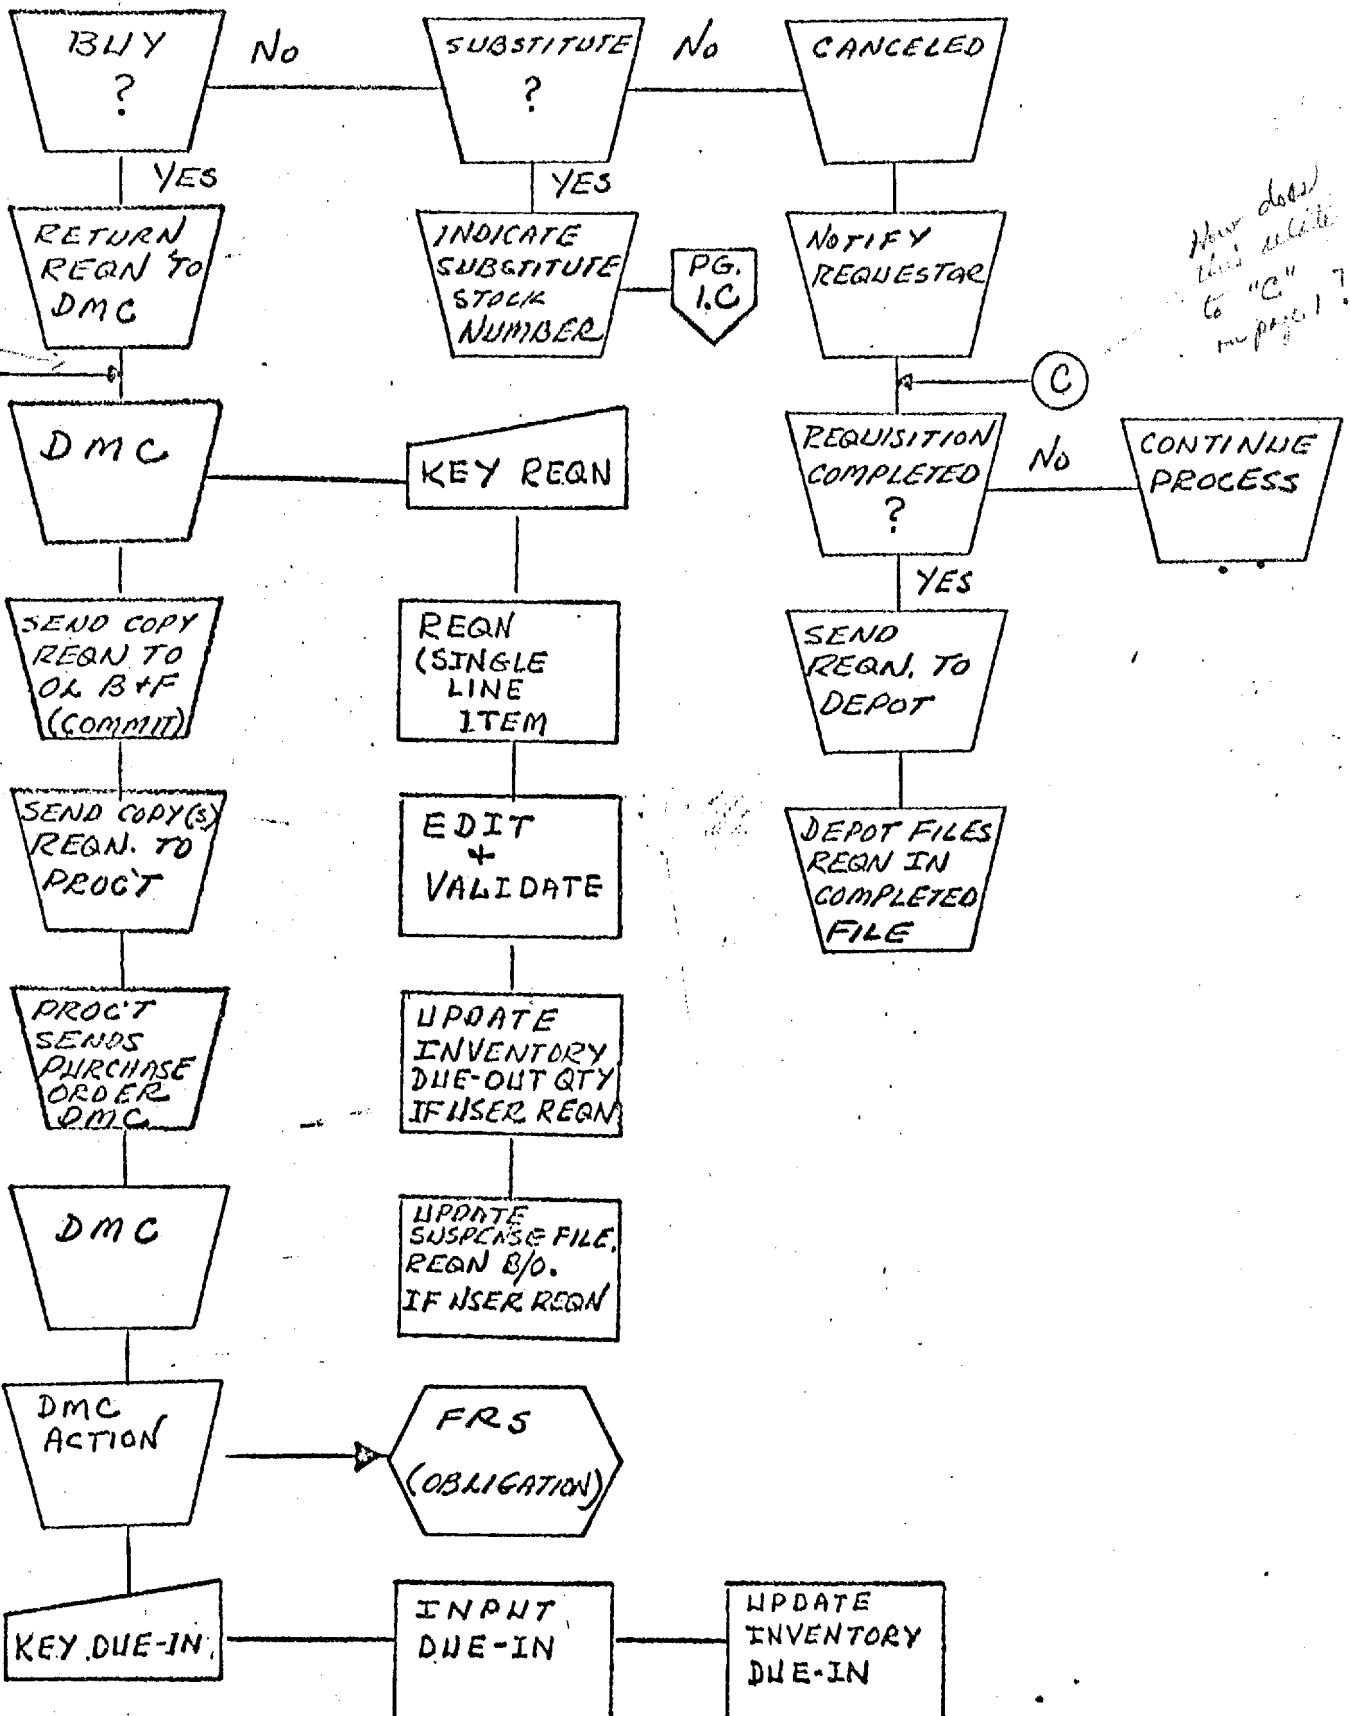 BUY
?
No
SUBSTITUTE
?
No
CANCELED
YES
YES
RETURN
REQN TO
DMC
INDICATE
SUBSTITUTE
STOCK
NUMBER
PG.
1.C
NOTIFY
REQUESTOR
How does
this relate
to "C"
on page 1?
C
DMC
KEY REQN
REQUISITION
COMPLETED
?
No
CONTINUE
PROCESS
YES
SEND COPY
REQN TO
OL B+F
(COMMIT)
REQN
(SINGLE
LINE
ITEM
SEND
REQN. TO
DEPOT
SEND COPY(S)
REQN. TO
PROC'T
EDIT
+
VALIDATE
DEPOT FILES
REQN IN
COMPLETED
FILE
PROC'T
SENDS
PURCHASE
ORDER
DMC
UPDATE
INVENTORY
DUE-OUT QTY
IF USER REQN
DMC
UPDATE
SUSPENSE FILE.
REQN B/O.
IF USER REQN
DMC
ACTION
FRS
(OBLIGATION)
KEY DUE-IN
INPUT
DUE-IN
UPDATE
INVENTORY
DUE-IN